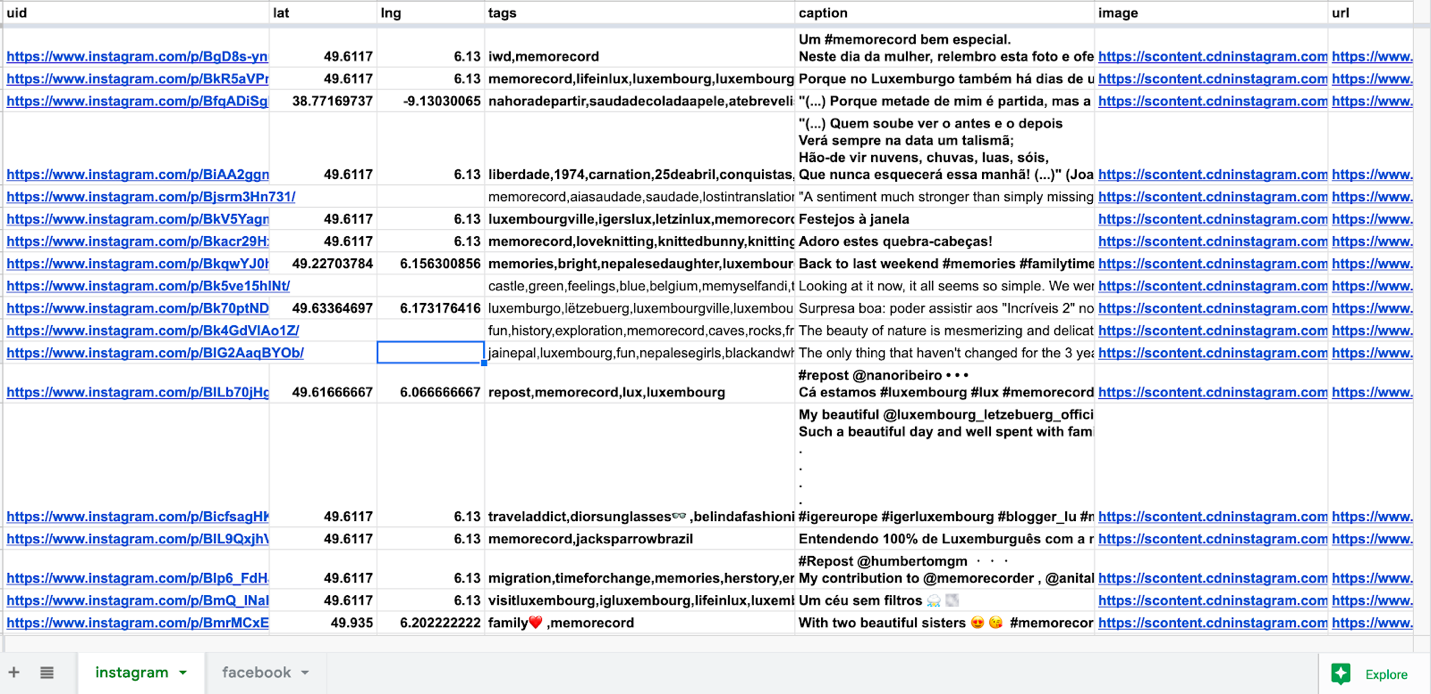 uid lat lng tags caption image url
Um #memorecord bem especial.
https://www.instagram.com/p/BgD8s-yn 49.6117 6.13 iwd,memorecord Neste dia da mulher, relembro esta foto e ofe https://scontent.cdninstagram.com https://www.
https://www.instagram.com/p/BkR5aVPr 49.6117 6.13 memorecord,lifeinlux,luxembourg,luxembourg Porque no Luxemburgo também há dias de u https://scontent.cdninstagram.com https://www.
https://www.instagram.com/p/BfqADiSg 38.77169737 -9.13030065 nahoradepartir,saudadecoladaapele,atebreveli "(...) Porque metade de mim é partida, mas a https://scontent.cdninstagram.com https://www.
"(...) Quem soube ver o antes e o depois
Verá sempre na data um talismã;
Hão-de vir nuvens, chuvas, luas, sóis,
https://www.instagram.com/p/BiAA2ggn 49.6117 6.13 liberdade,1974,carnation,25deabril,conquistas, Que nunca esquecerá essa manhã! (...)" (Joa https://scontent.cdninstagram.com https://www.
https://www.instagram.com/p/Bjsrm3Hn731/ memorecord,aiasaudade,saudade,lostintranslation "A sentiment much stronger than simply missing https://scontent.cdninstagram.com https://www.
https://www.instagram.com/p/BkV5Yagn 49.6117 6.13 luxembourgville,igerslux,letzinlux,memorecord Festejos à janela https://scontent.cdninstagram.com https://www.
https://www.instagram.com/p/Bkacr29H 49.6117 6.13 memorecord,loveknitting,knittedbunny,knitting Adoro estes quebra-cabeças! https://scontent.cdninstagram.com https://www.
https://www.instagram.com/p/BkqwYJ0 49.22703784 6.156300856 memories,bright,nepalesedaughter,luxembour Back to last weekend #memories #familytime https://scontent.cdninstagram.com https://www.
https://www.instagram.com/p/Bk5ve15hlNt/ castle,green,feelings,blue,belgium,memyselfandi,t Looking at it now, it all seems so simple. We wer https://scontent.cdninstagram.com https://www.
https://www.instagram.com/p/Bk70ptND 49.63364697 6.173176416 luxemburgo,lëtzebuerg,luxembourgville,luxembou Surpresa boa: poder assistir aos "Incríveis 2" no https://scontent.cdninstagram.com https://www.
https://www.instagram.com/p/Bk4GdVlAo1Z/ fun,history,exploration,memorecord,caves,rocks,fr The beauty of nature is mesmerizing and delicat https://scontent.cdninstagram.com https://www.
https://www.instagram.com/p/BlG2AaqBYOb/ jainepal,luxembourg,fun,nepalesegirls,blackandwh The only thing that haven't changed for the 3 yea https://scontent.cdninstagram.com https://www.
#repost @nanoribeiro • • •
https://www.instagram.com/p/BlLb70jHg 49.61666667 6.066666667 repost,memorecord,lux,luxembourg Cá estamos #luxembourg #lux #memorecord https://scontent.cdninstagram.com https://www.
My beautiful @luxembourg_letzebuerg_offici
Such a beautiful day and well spent with fami
.
.
.
.
https://www.instagram.com/p/BicfsagHK 49.6117 6.13 traveladdict,diorsunglasses🕶️ ,belindafashioni #igereurope #igerluxembourg #blogger_lu #n https://scontent.cdninstagram.com https://www.
https://www.instagram.com/p/BlL9QxjhV 49.6117 6.13 memorecord,jacksparrowbrazil Entendendo 100% de Luxemburguês com a r https://scontent.cdninstagram.com https://www.
#Repost @humbertomgm ・・・
https://www.instagram.com/p/Blp6_FdH 49.6117 6.13 migration,timeforchange,memories,herstory,er My contribution to @memorecorder , @anital https://scontent.cdninstagram.com https://www.
https://www.instagram.com/p/BmQ_lNal 49.6117 6.13 visitluxembourg,igluxembourg,lifeinlux,luxeml Um céu sem filtros https://scontent.cdninstagram.com https://www.
https://www.instagram.com/p/BmrMCxE 49.935 6.202222222 family❤️ ,memorecord With two beautiful sisters 😍 😘 #memorecor https://scontent.cdninstagram.com https://www.
instagram facebook Explore